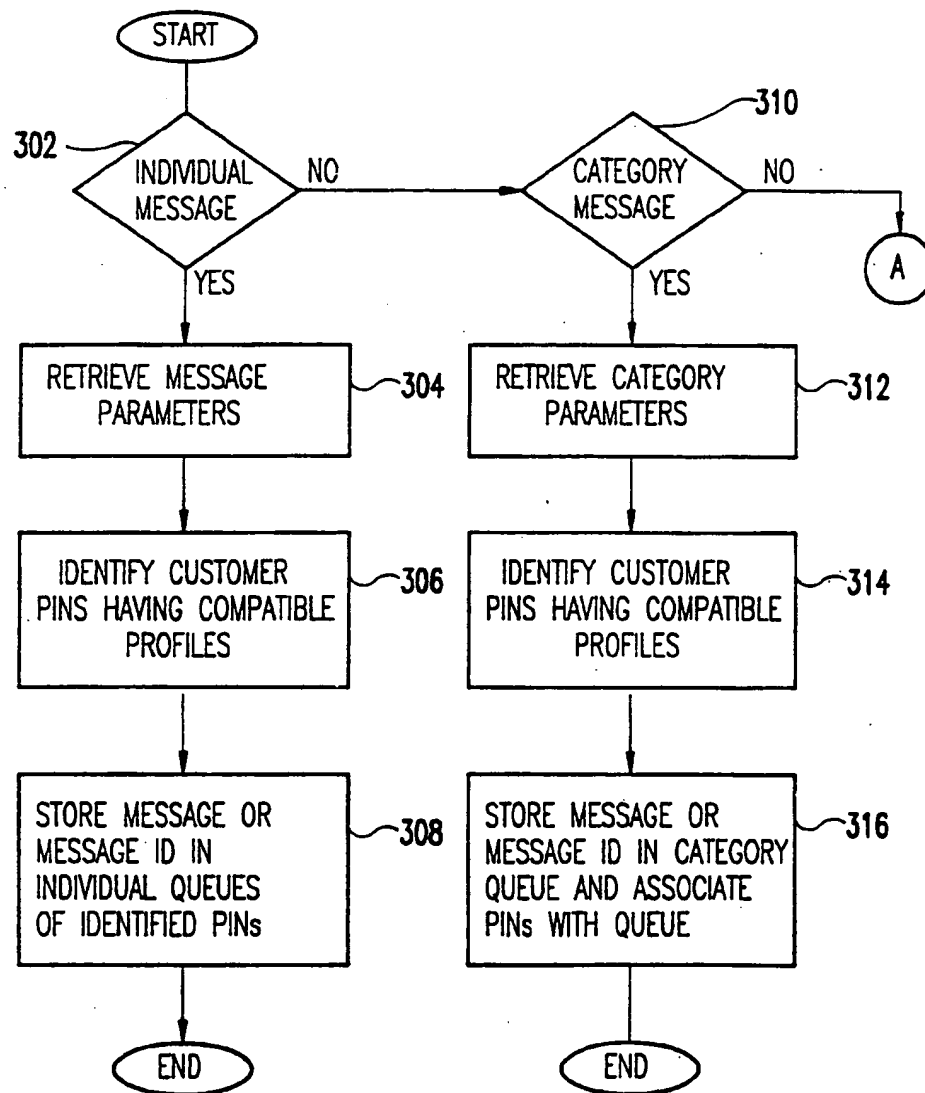 START
302
INDIVIDUAL
MESSAGE
NO
310
CATEGORY
MESSAGE
NO
A
YES
YES
RETRIEVE MESSAGE
PARAMETERS
304
RETRIEVE CATEGORY
PARAMETERS
312
IDENTIFY CUSTOMER
PINS HAVING COMPATIBLE
PROFILES
306
IDENTIFY CUSTOMER
PINS HAVING COMPATIBLE
PROFILES
314
STORE MESSAGE OR
MESSAGE ID IN
INDIVIDUAL QUEUES
OF IDENTIFIED PINs
308
STORE MESSAGE OR
MESSAGE ID IN CATEGORY
QUEUE AND ASSOCIATE
PINs WITH QUEUE
316
END
END